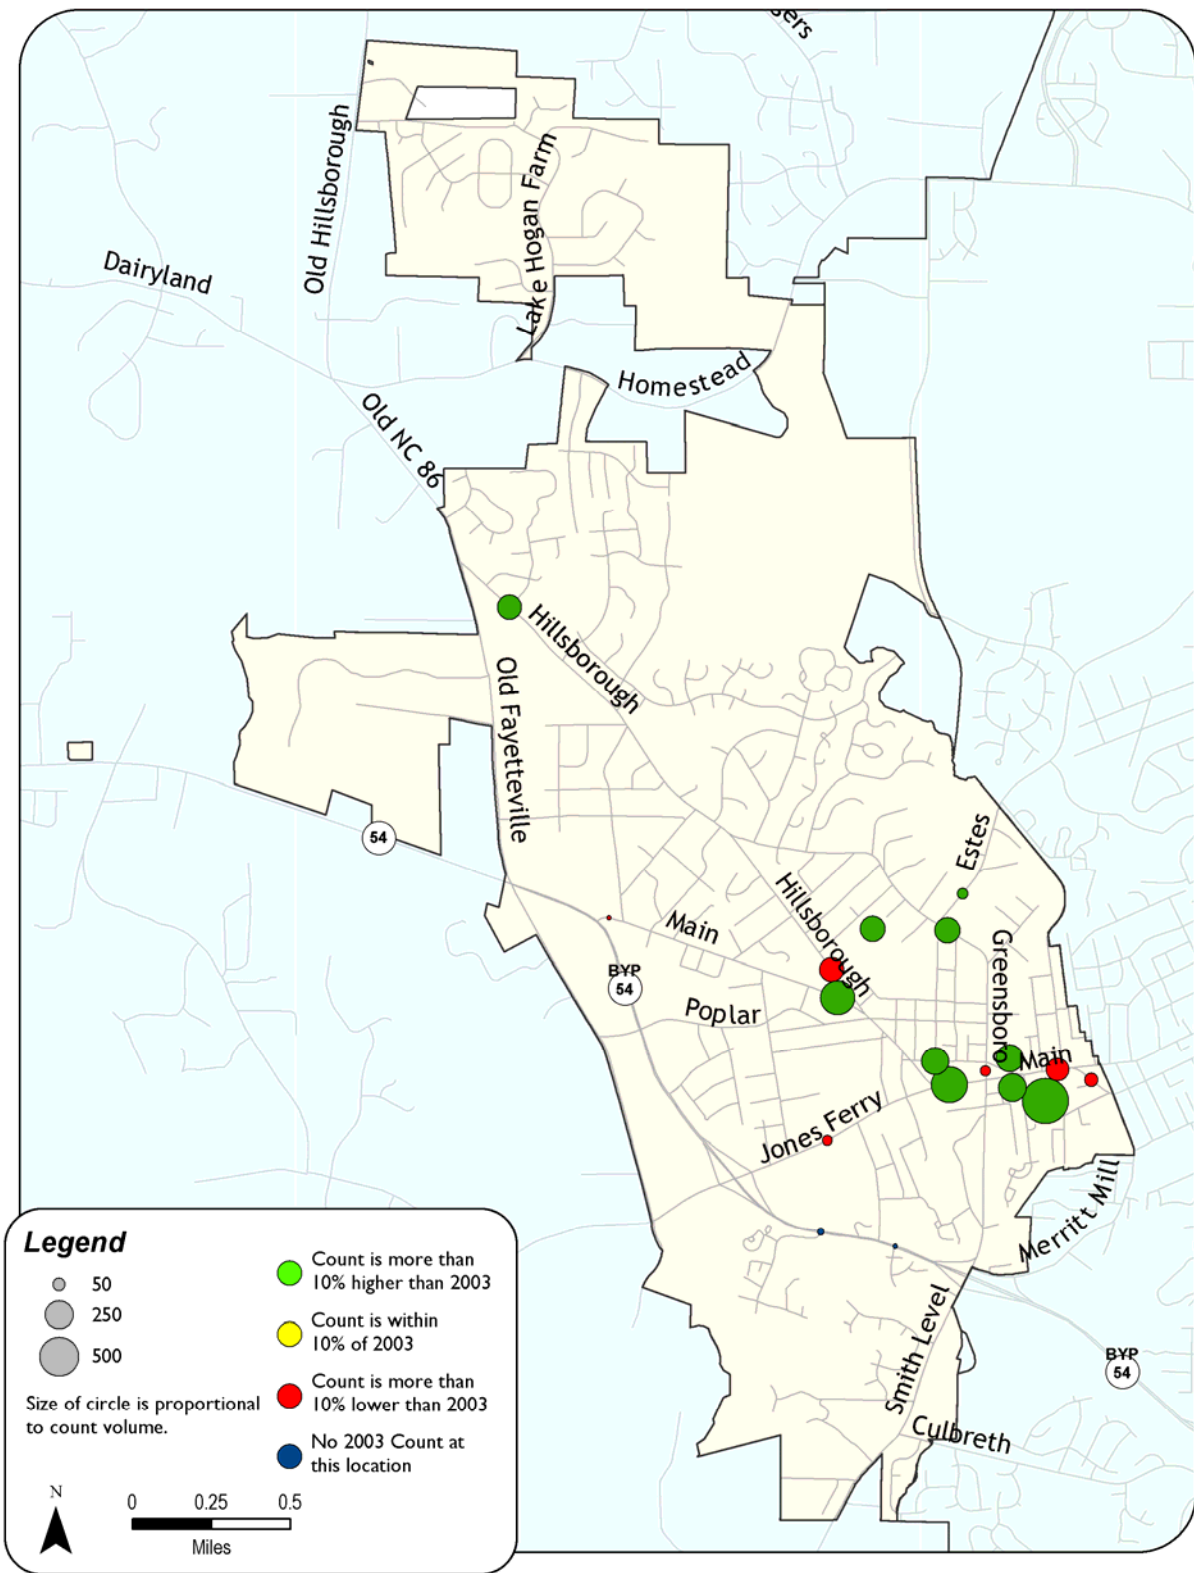 Old Hillsborough
Lake Hogan Farm
Dairyland
Homestead
Old NC 86
Hillsborough
Old Fayetteville
54
Estes
Hillsborough
Main
Greensboro
BYP
54
Poplar
Main
Jones Ferry
Merritt Mill
Smith Level
BYP
54
Culbreth
Legend
50
250
500
Size of circle is proportional
to count volume.
Count is more than
10% higher than 2003
Count is within
10% of 2003
Count is more than
10% lower than 2003
No 2003 Count at
this location
N
0 0.25 0.5
Miles